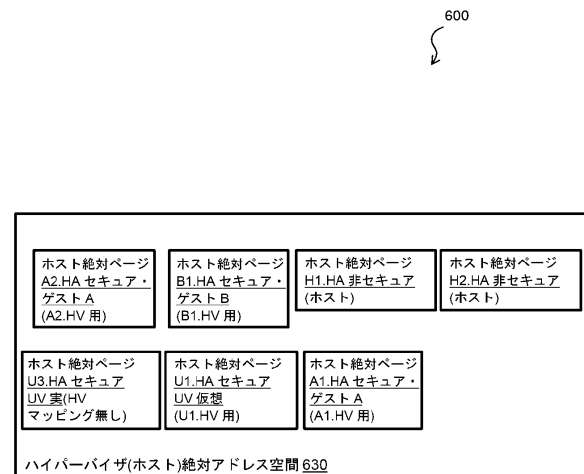 600
ホスト絶対ページ
A2.HA セキュア・
ゲスト A
(A2.HV 用)
ホスト絶対ページ
B1.HA セキュア・
ゲスト B
(B1.HV 用)
ホスト絶対ページ
H1.HA 非セキュア
(ホスト)
ホスト絶対ページ
H2.HA 非セキュア
(ホスト)
ホスト絶対ページ
U3.HA セキュア
UV 実(HV
マッピング無し)
ホスト絶対ページ
U1.HA セキュア
UV 仮想
(U1.HV 用)
ホスト絶対ページ
A1.HA セキュア・
ゲスト A
(A1.HV 用)
ハイパーバイザ(ホスト)絶対アドレス空間 630